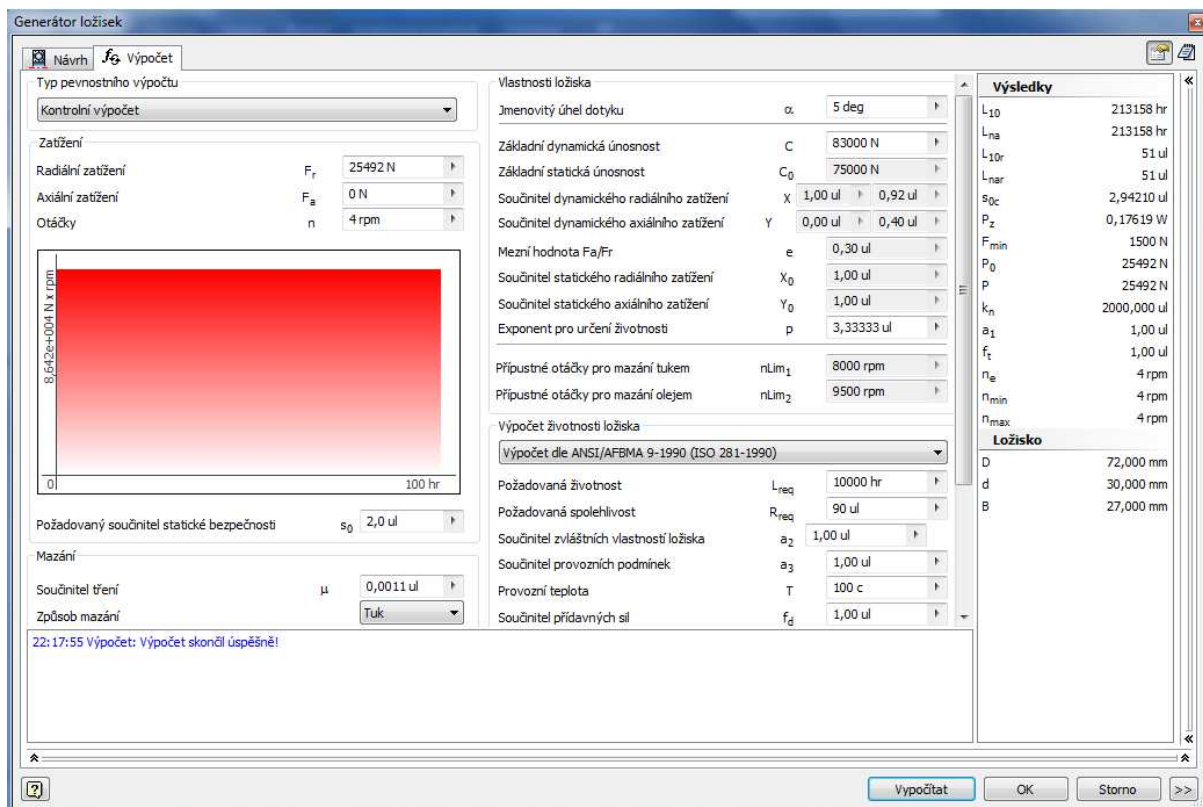 Generátor ložisek
Návrh
Výpočet
Typ pevnostního výpočtu
Kontrolní výpočet
Zatížení
Radiální zatížení Fr 25492 N
Axiální zatížení Fa 0 N
Otáčky n 4 rpm
8,642e+004 N x rpm
0 100 hr
Požadovaný součinitel statické bezpečnosti s0 2,0 ul
Mazání
Součinitel tření μ 0,0011 ul
Způsob mazání Tuk
Vlastnosti ložiska
Jmenovitý úhel dotyku α 5 deg
Základní dynamická únosnost C 83000 N
Základní statická únosnost C0 75000 N
Součinitel dynamického radiálního zatížení X 1,00 ul 0,92 ul
Součinitel dynamického axiálního zatížení Y 0,00 ul 0,40 ul
Mezní hodnota Fa/Fr e 0,30 ul
Součinitel statického radiálního zatížení X0 1,00 ul
Součinitel statického axiálního zatížení Y0 1,00 ul
Exponent pro určení životnosti p 3,33333 ul
Přípustné otáčky pro mazání tukem nLim1 8000 rpm
Přípustné otáčky pro mazání olejem nLim2 9500 rpm
Výpočet životnosti ložiska
Výpočet dle ANSI/AFBMA 9-1990 (ISO 281-1990)
Požadovaná životnost Lreq 10000 hr
Požadovaná spolehlivost Rreq 90 ul
Součinitel zvláštních vlastností ložiska a2 1,00 ul
Součinitel provozních podmínek a3 1,00 ul
Provozní teplota T 100 c
Součinitel přídavných sil fd 1,00 ul
Výsledky
L10 213158 hr
Lna 213158 hr
L10r 51 ul
Lnar 51 ul
s0c 2,94210 ul
Pz 0,17619 W
Fmin 1500 N
P0 25492 N
P 25492 N
kn 2000,000 ul
a1 1,00 ul
ft 1,00 ul
ne 4 rpm
nmin 4 rpm
nmax 4 rpm
Ložisko
D 72,000 mm
d 30,000 mm
B 27,000 mm
22:17:55 Výpočet: Výpočet skončil úspěšně!
Vypočítat OK Storno >>